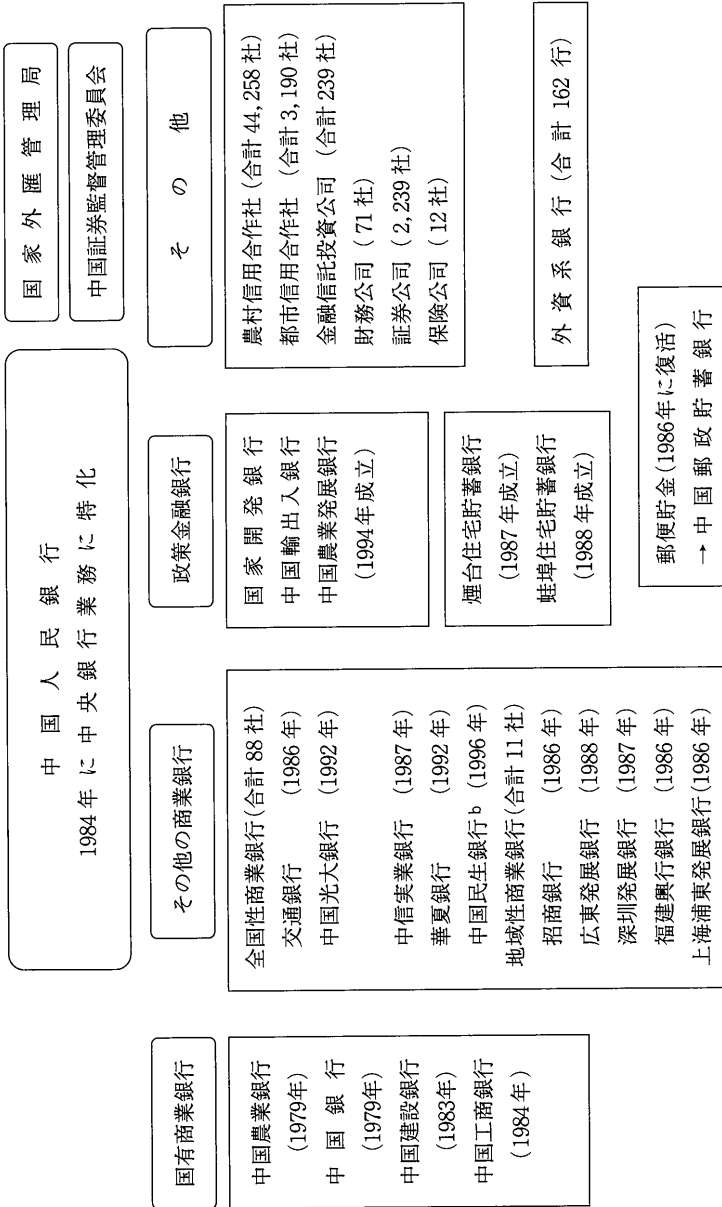 中国人民銀行
1984年に中央銀行業務に特化
国家外匯管理局
中国証券監督管理委員会
国有商業銀行
中国農業銀行
(1979年)
中国銀行
(1979年)
中国建設銀行
(1983年)
中国工商銀行
(1984年)
その他の商業銀行
全国性商業銀行(合計88社)
交通銀行 (1986年)
中国光大銀行 (1992年)
中信実業銀行 (1987年)
華夏銀行 (1992年)
中国民生銀行b (1996年)
地域性商業銀行(合計11社)
招商銀行 (1986年)
広東発展銀行 (1988年)
深圳発展銀行 (1987年)
福建興行銀行 (1986年)
上海浦東発展銀行(1986年)
政策金融銀行
国家開発銀行
中国輸出入銀行
中国農業発展銀行
(1994年成立)
煙台住宅貯蓄銀行
(1987年成立)
蚌埠住宅貯蓄銀行
(1988年成立)
郵便貯金(1986年に復活)
→中国郵政貯蓄銀行
その他
農村信用合作社(合計44,258社)
都市信用合作社 (合計3,190社)
金融信託投資公司 (合計239社)
財務公司 (71社)
証券公司 (2,239社)
保険公司 (12社)
外資系銀行(合計162行)